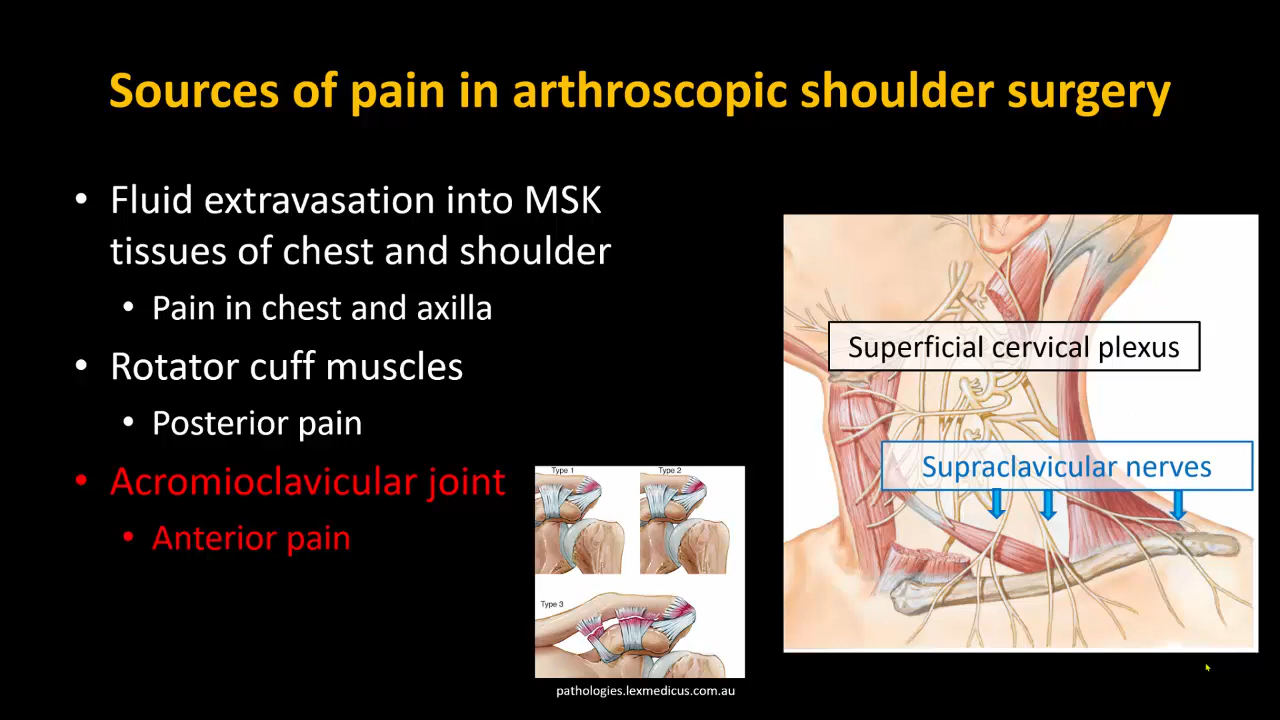 Sources of pain in arthroscopic shoulder surgery
• Fluid extravasation into MSK
tissues of chest and shoulder
• Pain in chest and axilla
• Rotator cuff muscles
• Posterior pain
• Acromioclavicular joint
• Anterior pain
Type 1
Type 2
Type 3
pathologies.lexmedicus.com.au
Superficial cervical plexus
Supraclavicular nerves